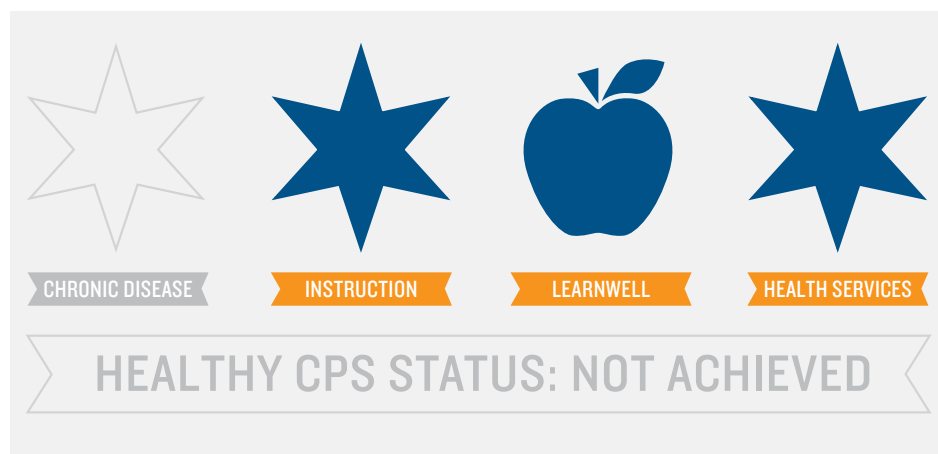 CHRONIC DISEASE
INSTRUCTION
LEARNWELL
HEALTH SERVICES
HEALTHY CPS STATUS: NOT ACHIEVED